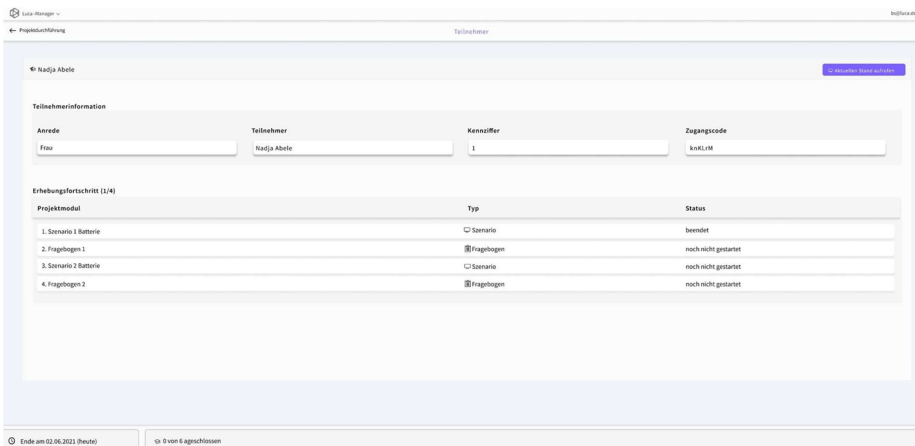 Luca-Manager
bs@luca.d
Projektdurchführung
Teilnehmer
Nadja Abele
Aktuellen Stand aufrufen
Teilnehmerinformation
Anrede Teilnehmer Kennziffer Zugangscode
Frau Nadja Abele 1 knKLrM
Erhebungsfortschritt (1/4)
Projektmodul Typ Status
1. Szenario 1 Batterie Szenario beendet
2. Fragebogen 1 Fragebogen noch nicht gestartet
3. Szenario 2 Batterie Szenario noch nicht gestartet
4. Fragebogen 2 Fragebogen noch nicht gestartet
Ende am 02.06.2021 (heute) 0 von 6 ageschlossen